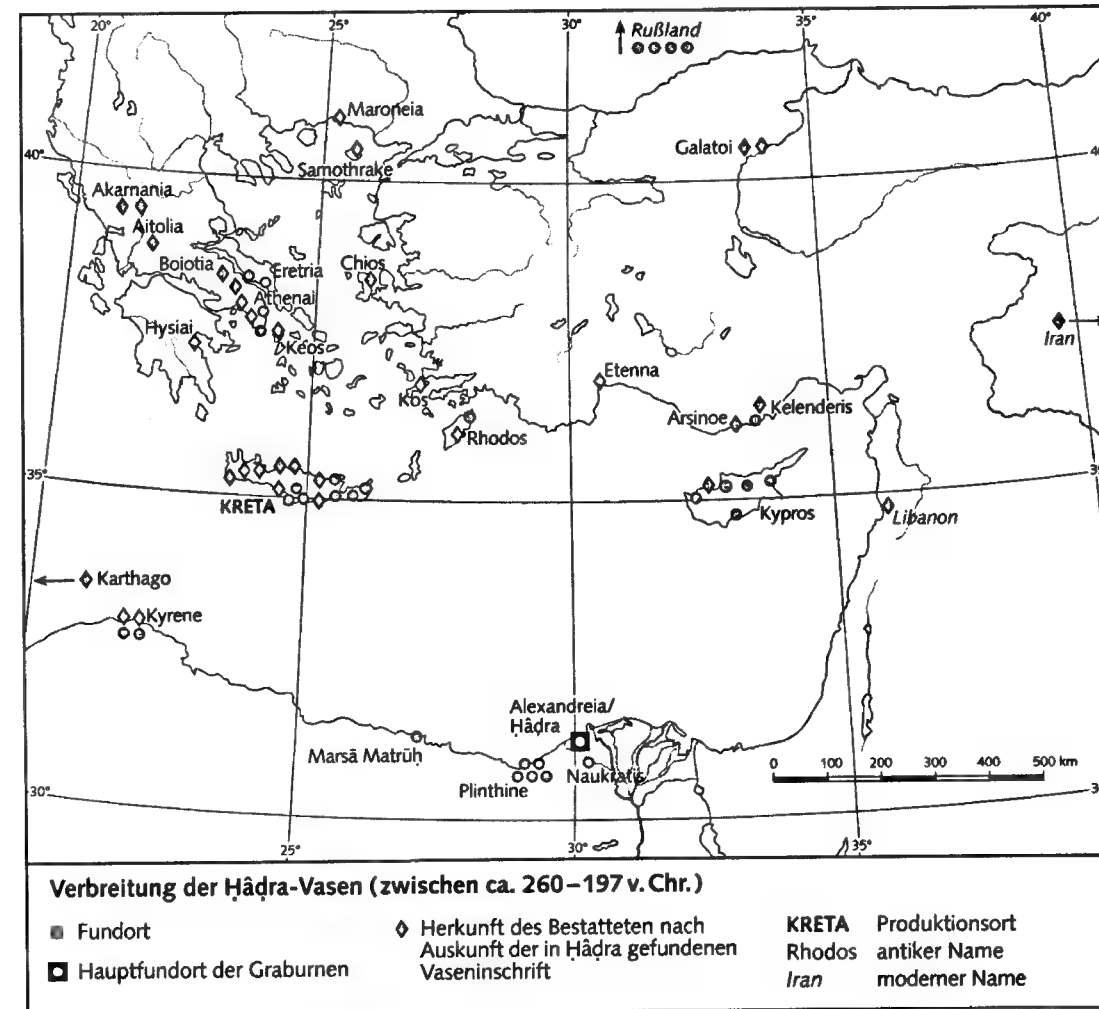 20°
25°
30°
35°
40°
Rußland
Maroneia
Galatoi
40°
40
Samothrake
Akarnania
Aitolia
Boiotia
Eretria
Chios
Athenai
Hysiai
Keos
Iran
Etenna
Kos
Arsinoe
Kelenderis
Rhodos
35°
35
KRETA
Kypros
Libanon
Karthago
Kyrene
Alexandreia/
Ḥâḍra
Marsā Matrūḥ
Naukratis
Plinthine
0 100 200 300 400 500 km
30°
3
25°
30°
35°
Verbreitung der Ḥâḍra-Vasen (zwischen ca. 260–197 v. Chr.)
Fundort
Hauptfundort der Graburnen
Herkunft des Bestatteten nach
Auskunft der in Ḥâḍra gefundenen
Vaseninschrift
KRETA Produktionsort
Rhodos antiker Name
Iran moderner Name